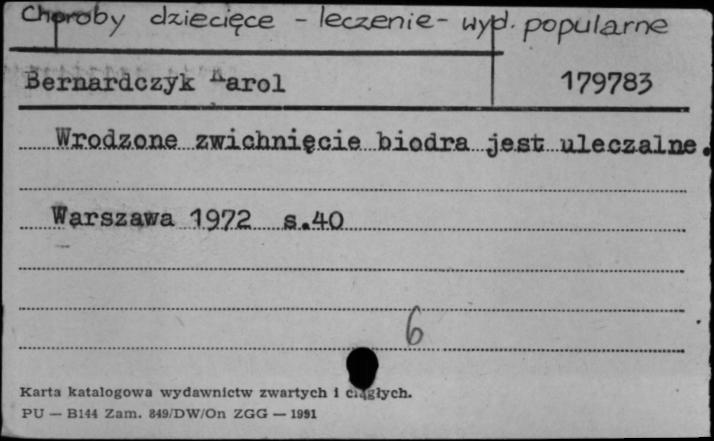 Choroby dziecięce - leczenie - wyd. popularne
Bernardczyk Karol 179783
Wrodzone zwichnięcie biodra jest uleczalne.
Warszawa 1972 s.40
6
Karta katalogowa wydawnictw zwartych i ciągłych.
PU — B144 Zam. 849/DW/On ZGG — 1991